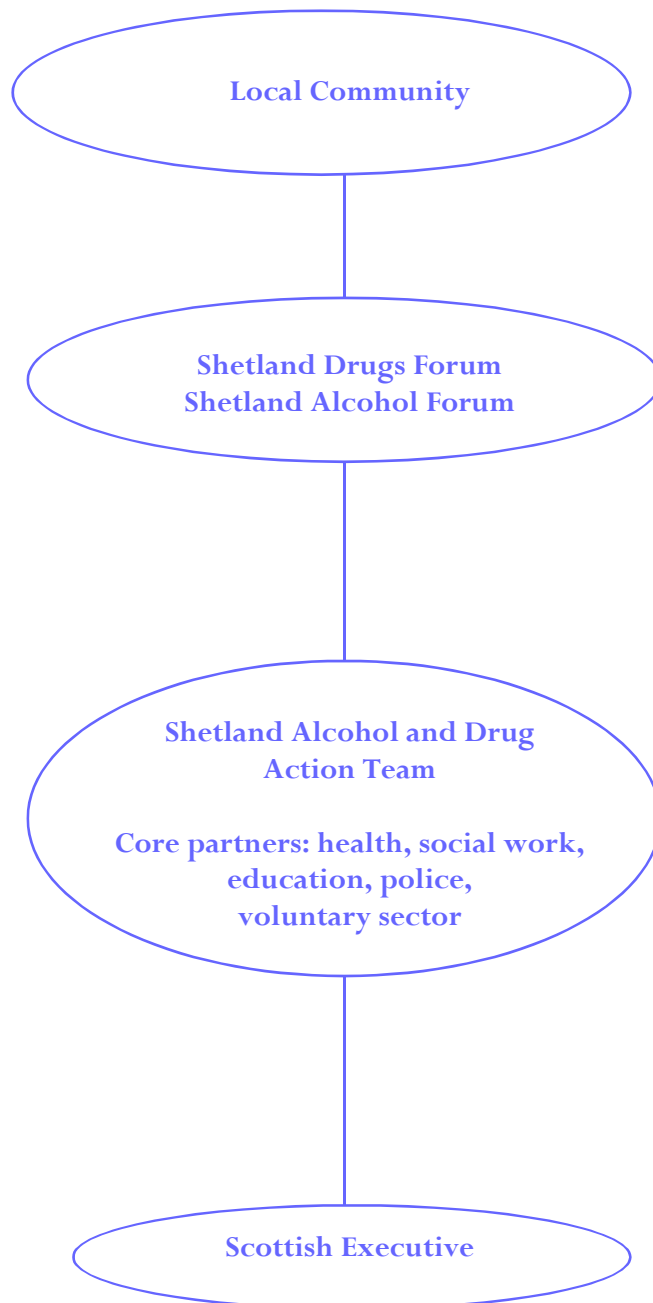 Local Community
Shetland Drugs Forum
Shetland Alcohol Forum
Shetland Alcohol and Drug
Action Team
Core partners: health, social work,
education, police,
voluntary sector
Scottish Executive